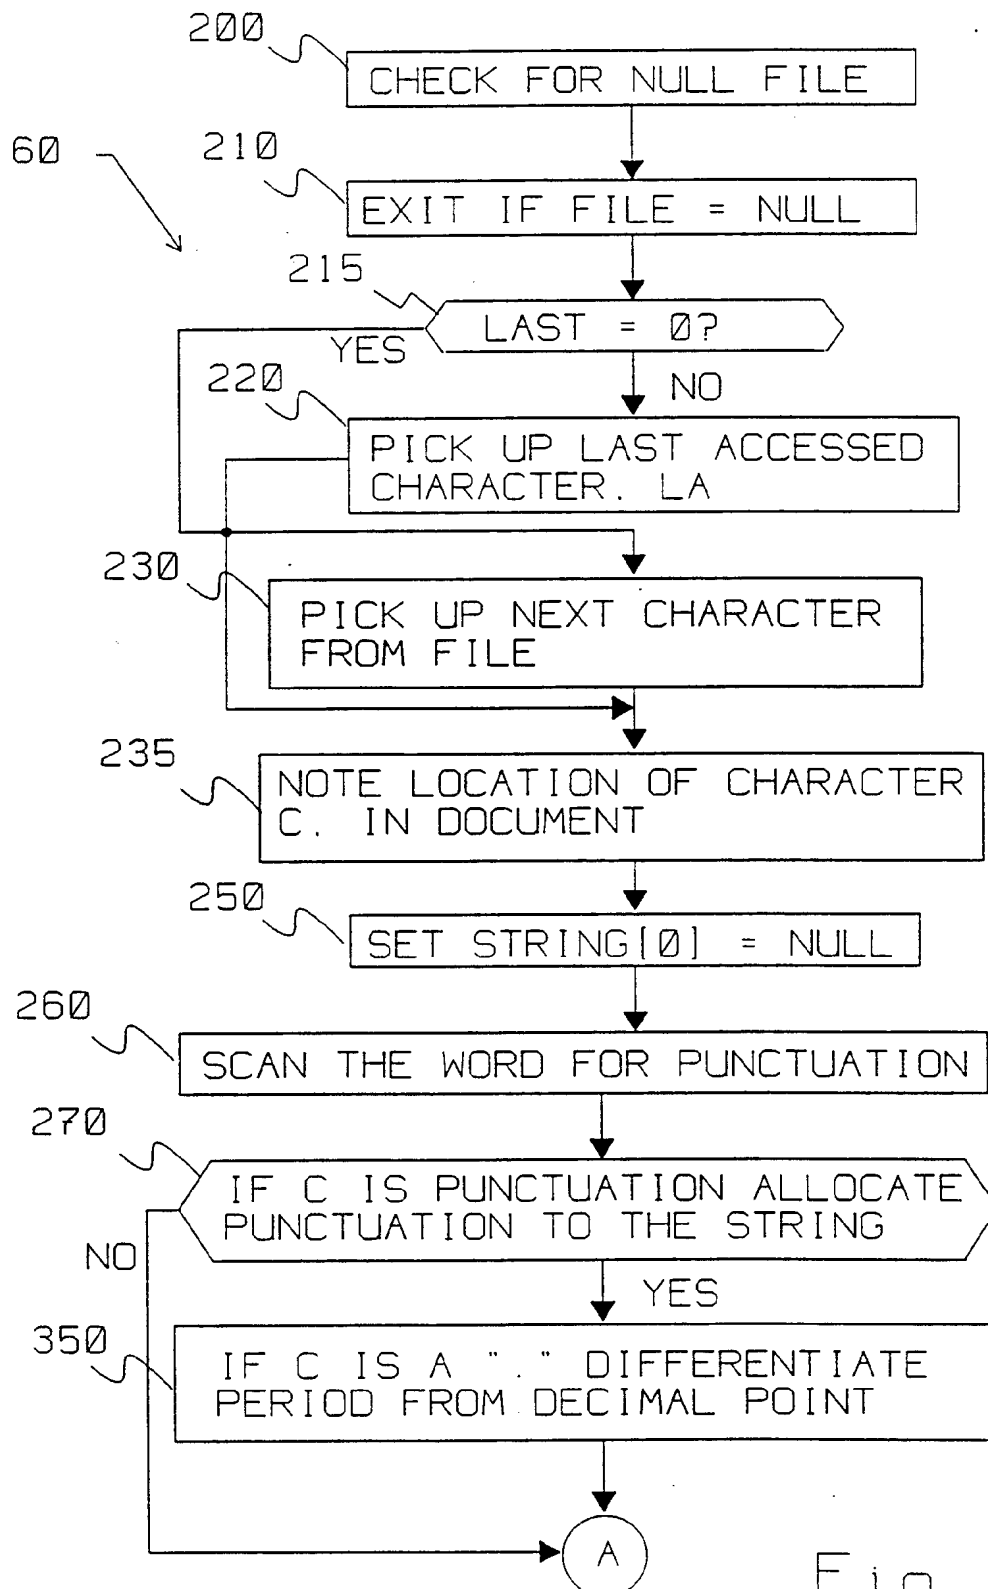 200
CHECK FOR NULL FILE
60
210
EXIT IF FILE = NULL
215
LAST = 0?
YES
NO
220
PICK UP LAST ACCESSED
CHARACTER. LA
230
PICK UP NEXT CHARACTER
FROM FILE
235
NOTE LOCATION OF CHARACTER
C. IN DOCUMENT
250
SET STRING[0] = NULL
260
SCAN THE WORD FOR PUNCTUATION
270
IF C IS PUNCTUATION ALLOCATE
PUNCTUATION TO THE STRING
NO
YES
350
IF C IS A "." DIFFERENTIATE
PERIOD FROM DECIMAL POINT
A
Fig